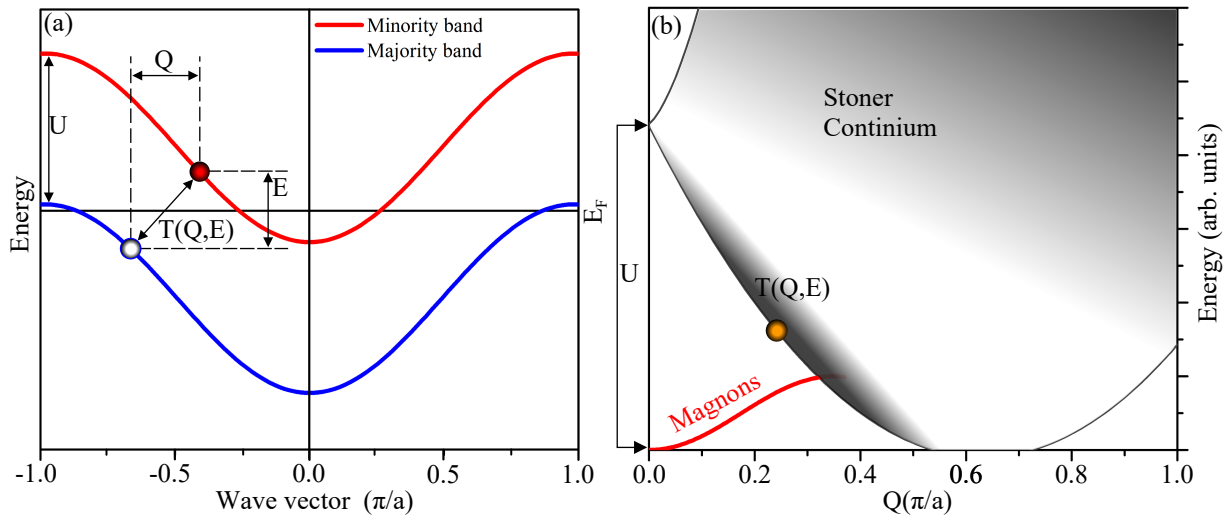 (a)
Minority band
Majority band
Q
U
E
T(Q,E)
Energy
E_F
-1.0 -0.5 0.0 0.5 1.0
Wave vector (π/a)
(b)
Stoner
Continium
U
T(Q,E)
Magnons
Energy (arb. units)
0.0 0.2 0.4 0.6 0.8 1.0
Q(π/a)